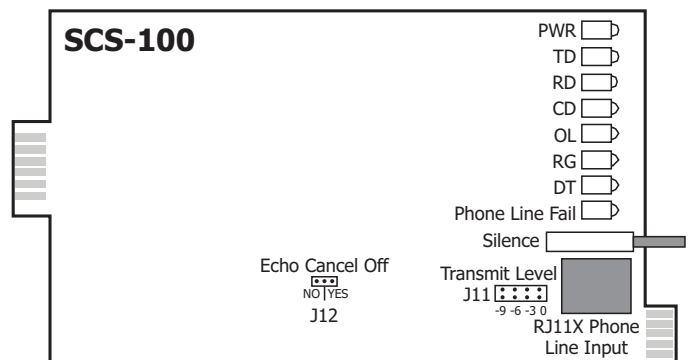 SCS-100
PWR
TD
RD
CD
OL
RG
DT
Phone Line Fail
Silence
Echo Cancel Off
NO YES
J12
Transmit Level
J11
-9 -6 -3 0
RJ11X Phone
Line Input